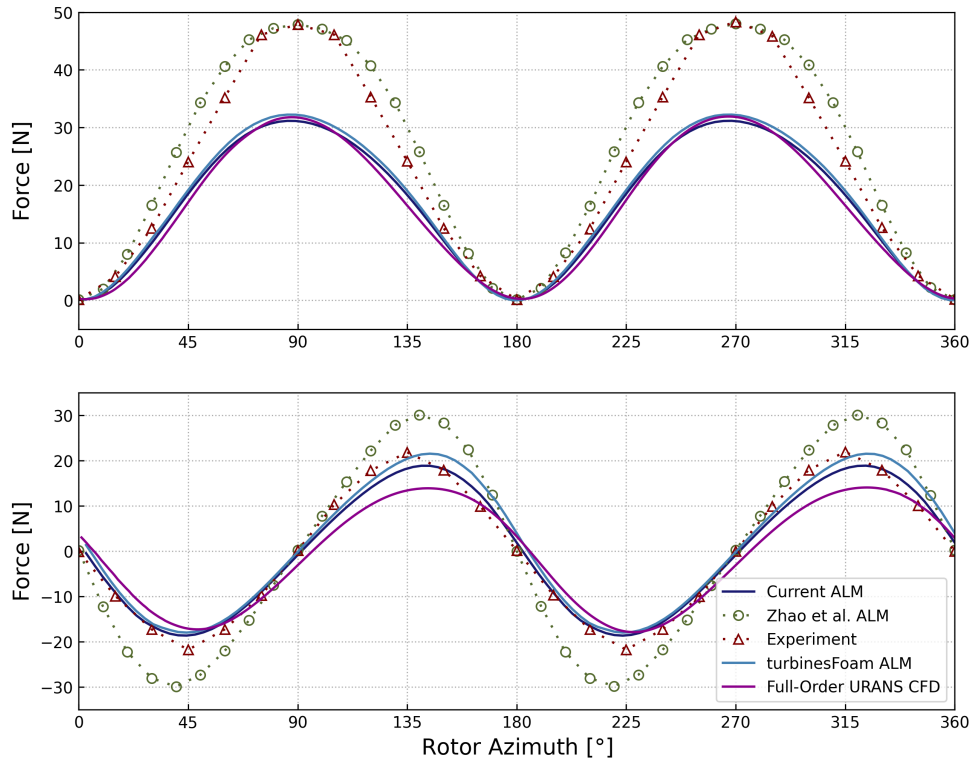 50
40
30
20
10
0
Force [N]
0 45 90 135 180 225 270 315 360
30
20
10
0
−10
−20
−30
Force [N]
Current ALM
Zhao et al. ALM
Experiment
turbinesFoam ALM
Full-Order URANS CFD
0 45 90 135 180 225 270 315 360
Rotor Azimuth [°]